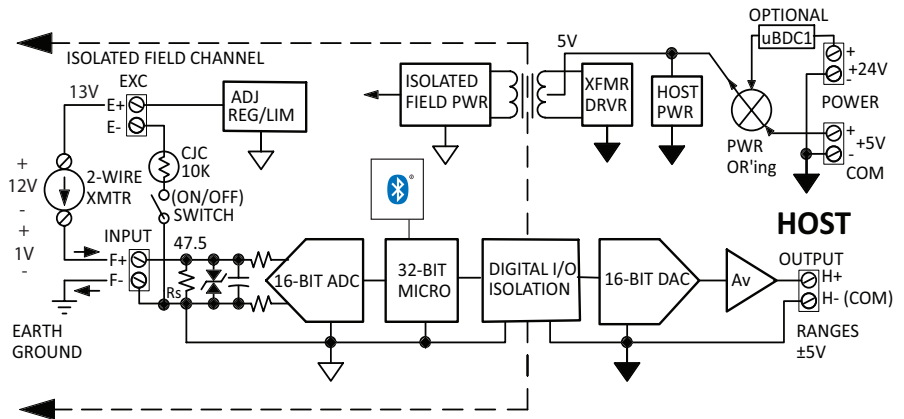 OPTIONAL
uBDC1
+
+24V
-
POWER
ISOLATED FIELD CHANNEL
5V
13V
EXC
E+
E-
ADJ
REG/LIM
ISOLATED
FIELD PWR
XFMR
DRVR
HOST
PWR
PWR
OR'ing
+
+5V
-
COM
+
12V
-
+
1V
-
2-WIRE
XMTR
CJC
10K
(ON/OFF)
SWITCH
®
HOST
INPUT
F+
F-
47.5
Rs
16-BIT ADC
32-BIT
MICRO
DIGITAL I/O
ISOLATION
16-BIT DAC
Av
OUTPUT
H+
H- (COM)
EARTH
GROUND
RANGES
±5V